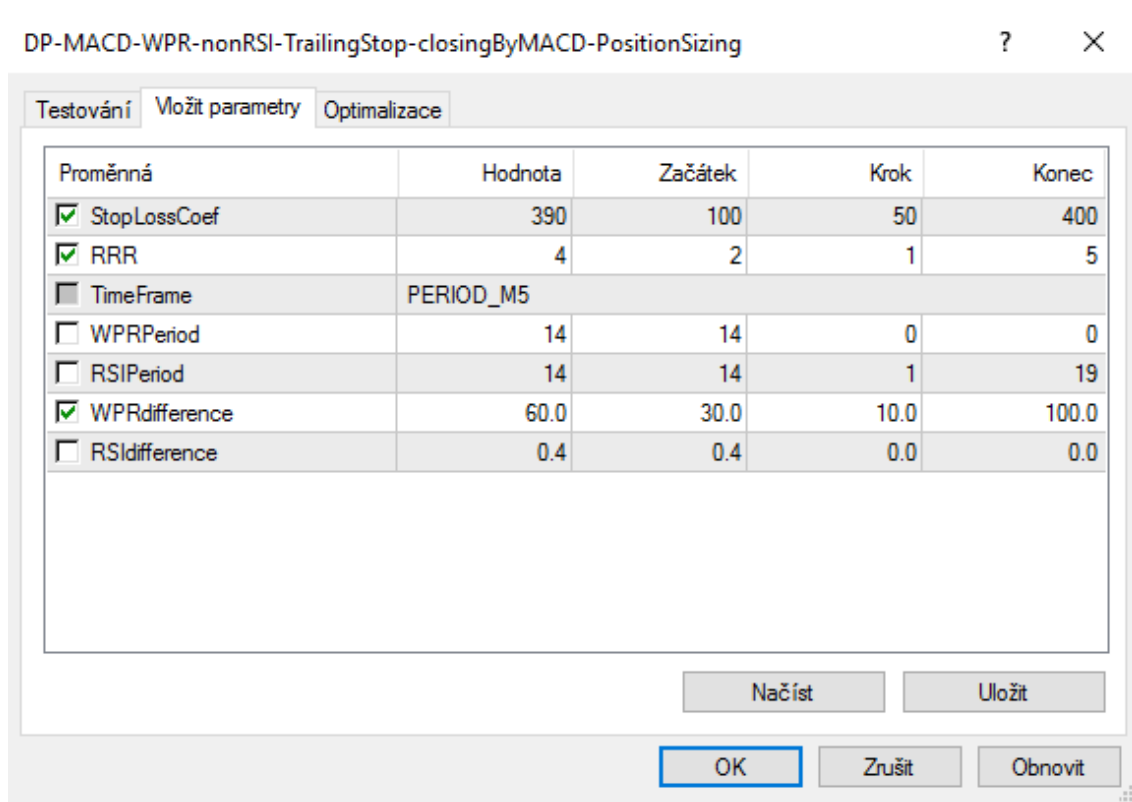 DP-MACD-WPR-nonRSI-TrailingStop-closingByMACD-PositionSizing ? ×
Testování Vložit parametry Optimalizace
Proměnná Hodnota Začátek Krok Konec
StopLossCoef 390 100 50 400
RRR 4 2 1 5
TimeFrame PERIOD_M5
WPRPeriod 14 14 0 0
RSIPeriod 14 14 1 19
WPRdifference 60.0 30.0 10.0 100.0
RSIdifference 0.4 0.4 0.0 0.0
Načíst Uložit
OK Zrušit Obnovit